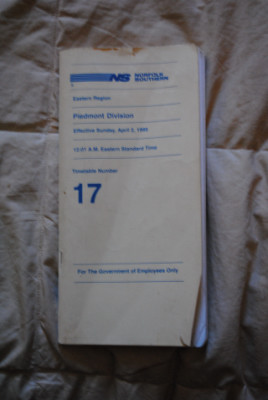 NS NORFOLK
SOUTHERN
Eastern Region
Piedmont Division
Effective Sunday, April 2, 1989
12:01 A.M. Eastern Standard Time
Timetable Number
17
For The Government of Employees Only